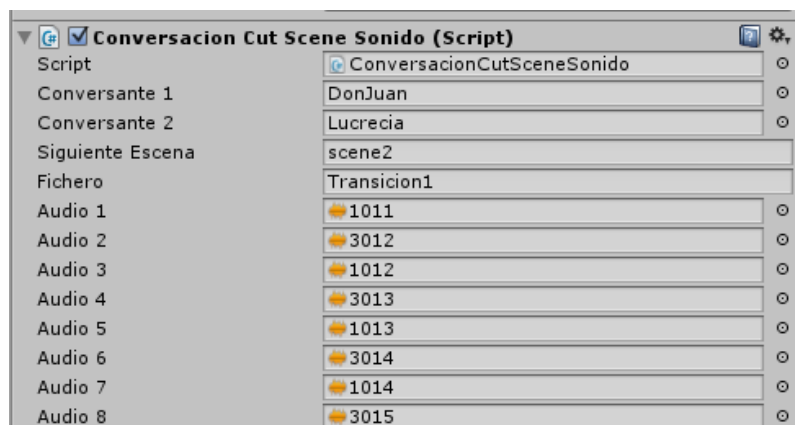 Conversacion Cut Scene Sonido (Script)
Script ConversacionCutSceneSonido
Conversante 1 DonJuan
Conversante 2 Lucrecia
Siguiente Escena scene2
Fichero Transicion1
Audio 1 1011
Audio 2 3012
Audio 3 1012
Audio 4 3013
Audio 5 1013
Audio 6 3014
Audio 7 1014
Audio 8 3015